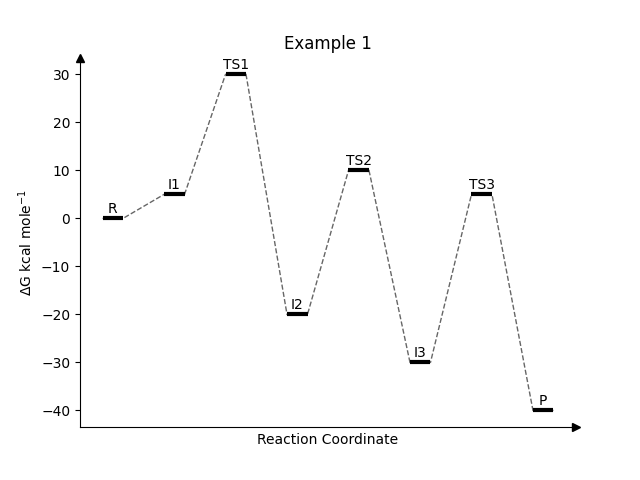 Example 1
ΔG kcal mole⁻¹
30
20
10
0
−10
−20
−30
−40
R
I1
TS1
I2
TS2
I3
TS3
P
Reaction Coordinate